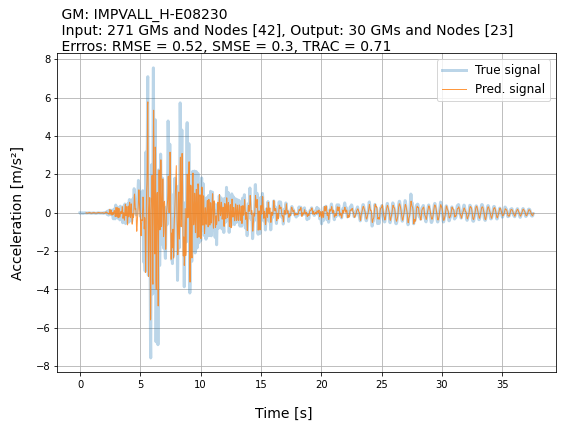 GM: IMPVALL_H-E08230
Input: 271 GMs and Nodes [42], Output: 30 GMs and Nodes [23]
Errros: RMSE = 0.52, SMSE = 0.3, TRAC = 0.71
True signal
Pred. signal
8
6
4
2
0
−2
−4
−6
−8
Acceleration [m/s²]
0 5 10 15 20 25 30 35
Time [s]